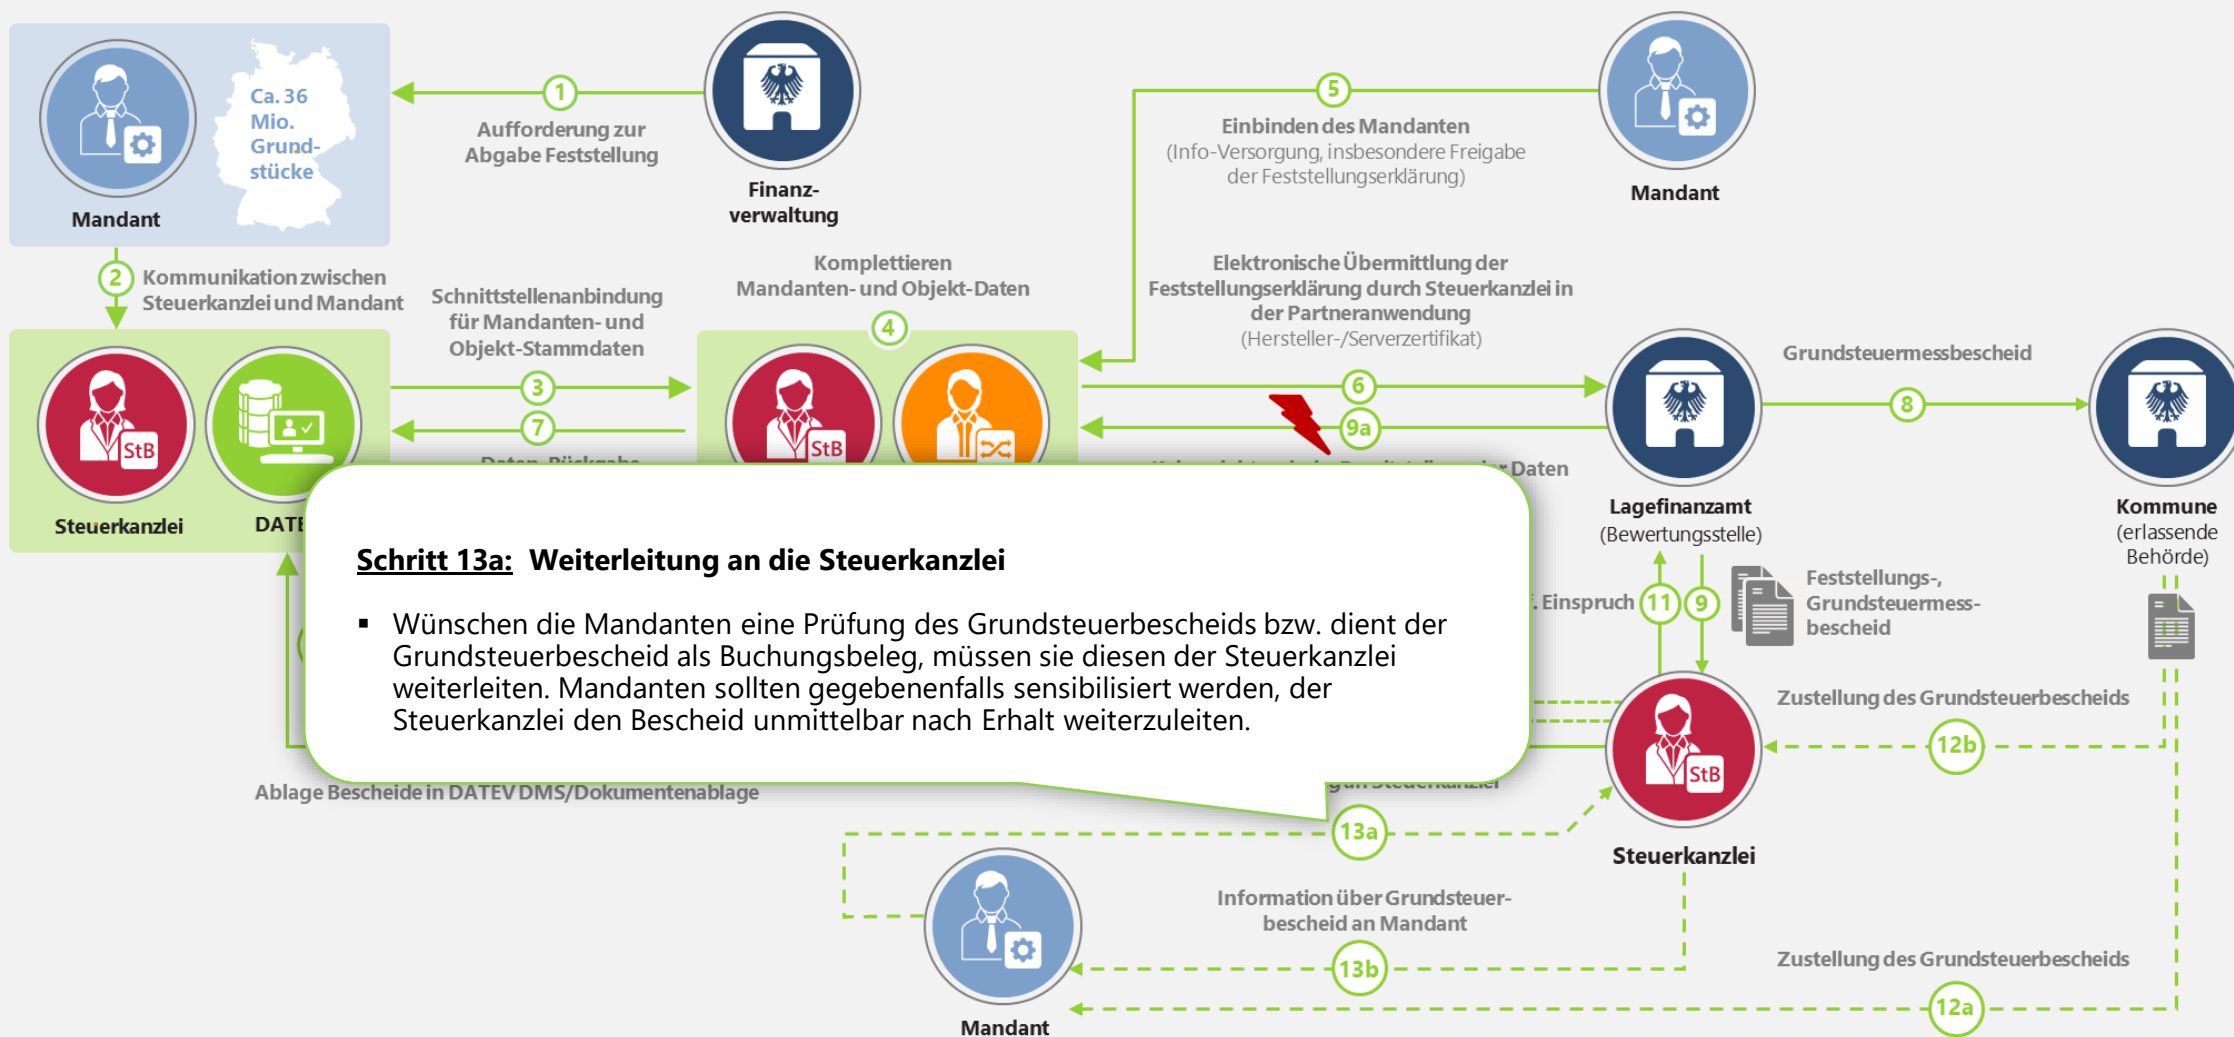 Ca. 36
Mio.
Grund-
stücke
Mandant
1
Aufforderung zur
Abgabe Feststellung
Finanz-
verwaltung
5
Einbinden des Mandanten
(Info-Versorgung, insbesondere Freigabe
der Feststellungserklärung)
Mandant
2
Kommunikation zwischen
Steuerkanzlei und Mandant
Schnittstellenanbindung
für Mandanten- und
Objekt-Stammdaten
3
7
Komplettieren
Mandanten- und Objekt-Daten
4
StB
Elektronische Übermittlung der
Feststellungserklärung durch Steuerkanzlei in
der Partneranwendung
(Hersteller-/Serverzertifikat)
6
9a
Daten
Grundsteuermessbescheid
8
StB
Steuerkanzlei
Lagefinanzamt
(Bewertungsstelle)
Kommune
(erlassende
Behörde)
Schritt 13a: Weiterleitung an die Steuerkanzlei
▪ Wünschen die Mandanten eine Prüfung des Grundsteuerbescheids bzw. dient der
Grundsteuerbescheid als Buchungsbeleg, müssen sie diesen der Steuerkanzlei
weiterleiten. Mandanten sollten gegebenenfalls sensibilisiert werden, der
Steuerkanzlei den Bescheid unmittelbar nach Erhalt weiterzuleiten.
Einspruch
11
9
Feststellungs-,
Grundsteuermess-
bescheid
Zustellung des Grundsteuerbescheids
12b
StB
Steuerkanzlei
Ablage Bescheide in DATEV DMS/Dokumentenablage
13a
Information über Grundsteuer-
bescheid an Mandant
13b
Zustellung des Grundsteuerbescheids
12a
Mandant